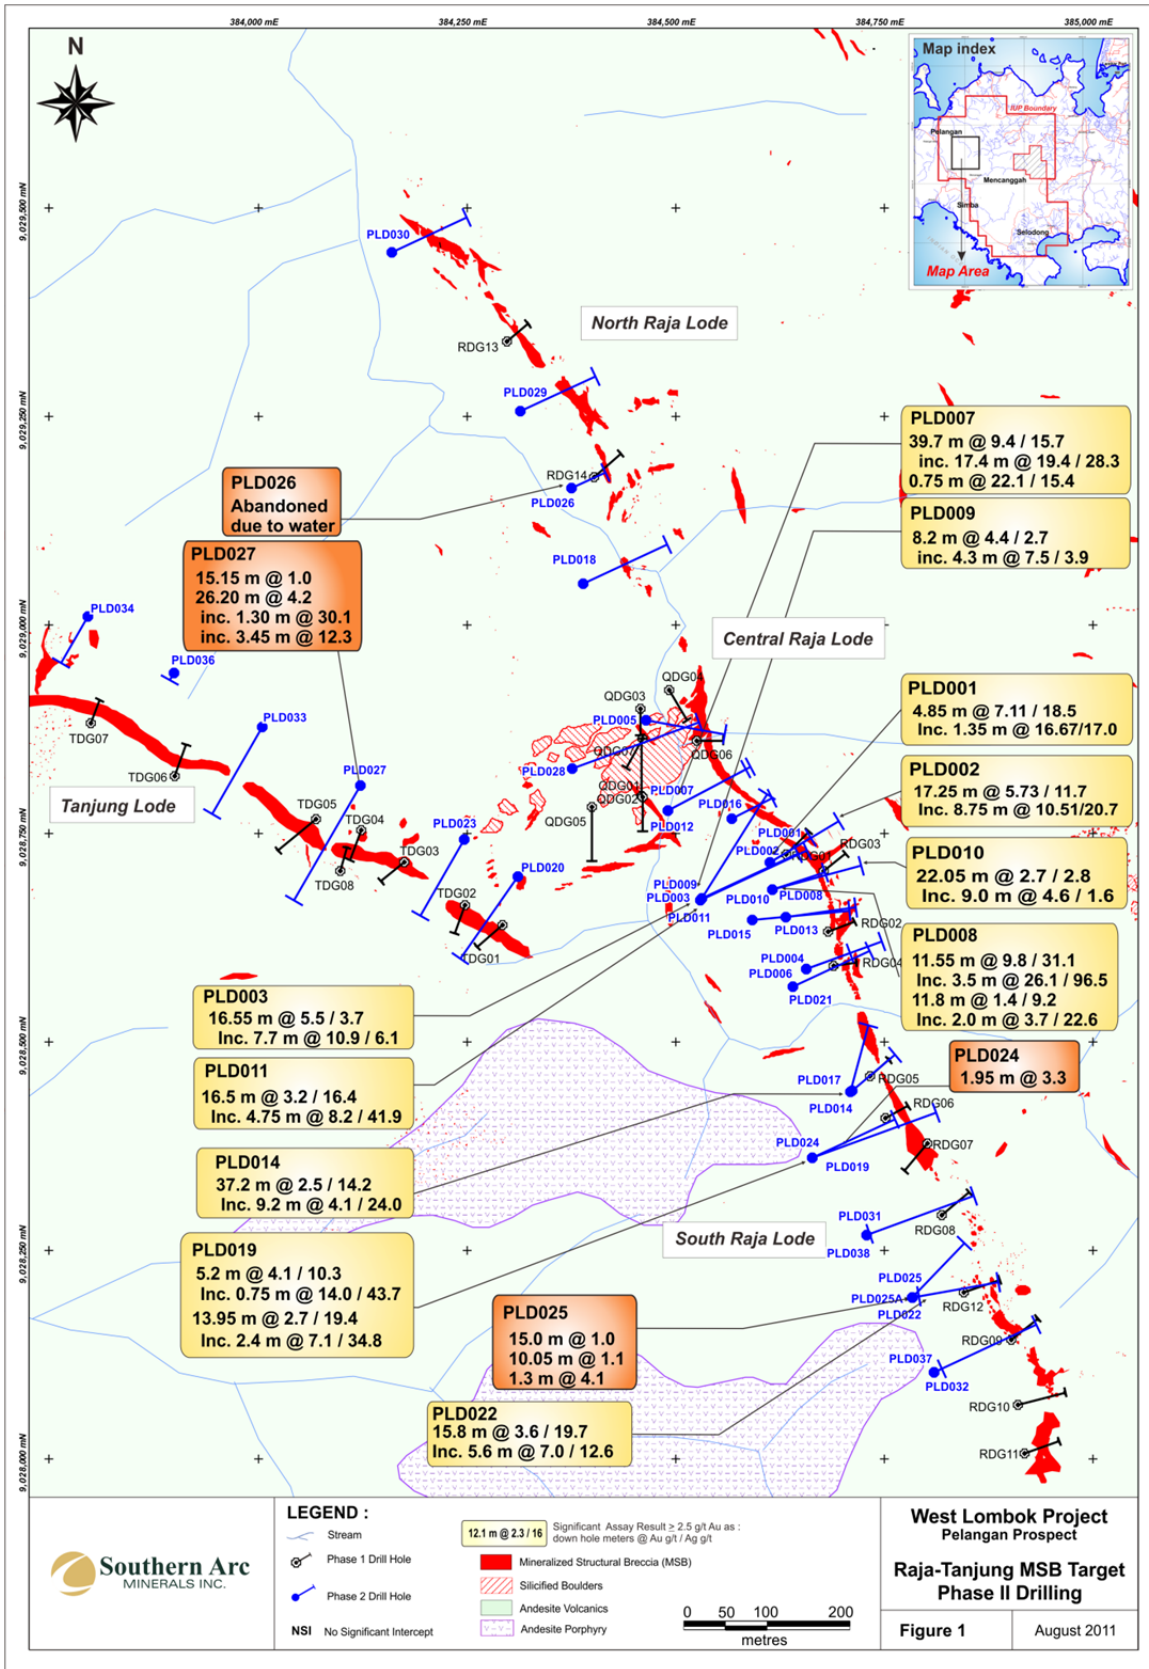 384,000 mE
384,250 mE
384,500 mE
384,750 mE
385,000 mE
N
Map index
IUP Boundary
Pelangan
Mencanggah
Simba
Selodong
Map Area
9,029,500 mN
9,029,250 mN
9,029,000 mN
9,028,750 mN
9,028,500 mN
9,028,250 mN
9,028,000 mN
PLD030
North Raja Lode
RDG13
PLD029
RDG14
PLD026
PLD018
PLD026
Abandoned
due to water
PLD027
15.15 m @ 1.0
26.20 m @ 4.2
inc. 1.30 m @ 30.1
inc. 3.45 m @ 12.3
PLD007
39.7 m @ 9.4 / 15.7
inc. 17.4 m @ 19.4 / 28.3
0.75 m @ 22.1 / 15.4
PLD009
8.2 m @ 4.4 / 2.7
inc. 4.3 m @ 7.5 / 3.9
Central Raja Lode
PLD034
PLD036
PLD033
TDG07
TDG06
Tanjung Lode
PLD027
TDG05
TDG04
TDG08
TDG03
PLD023
TDG02
TDG01
PLD020
QDG03
QDG04
PLD005
QDG07
QDG06
PLD028
QDG01
QDG02
QDG05
PLD007
PLD012
PLD016
PLD001
PLD002
RDG01
RDG03
PLD009
PLD003
PLD011
PLD010
PLD008
PLD015
PLD013
RDG02
PLD004
PLD006
RDG04
PLD021
PLD001
4.85 m @ 7.11 / 18.5
Inc. 1.35 m @ 16.67/17.0
PLD002
17.25 m @ 5.73 / 11.7
Inc. 8.75 m @ 10.51/20.7
PLD010
22.05 m @ 2.7 / 2.8
Inc. 9.0 m @ 4.6 / 1.6
PLD008
11.55 m @ 9.8 / 31.1
Inc. 3.5 m @ 26.1 / 96.5
11.8 m @ 1.4 / 9.2
Inc. 2.0 m @ 3.7 / 22.6
PLD024
1.95 m @ 3.3
PLD003
16.55 m @ 5.5 / 3.7
Inc. 7.7 m @ 10.9 / 6.1
PLD011
16.5 m @ 3.2 / 16.4
Inc. 4.75 m @ 8.2 / 41.9
PLD014
37.2 m @ 2.5 / 14.2
Inc. 9.2 m @ 4.1 / 24.0
PLD019
5.2 m @ 4.1 / 10.3
Inc. 0.75 m @ 14.0 / 43.7
13.95 m @ 2.7 / 19.4
Inc. 2.4 m @ 7.1 / 34.8
PLD017
PLD014
RDG05
RDG06
PLD024
PLD019
RDG07
PLD031
PLD038
RDG08
South Raja Lode
PLD025
PLD025A
PLD022
RDG12
RDG09
PLD037
PLD032
RDG10
RDG11
PLD025
15.0 m @ 1.0
10.05 m @ 1.1
1.3 m @ 4.1
PLD022
15.8 m @ 3.6 / 19.7
Inc. 5.6 m @ 7.0 / 12.6
Southern Arc
MINERALS INC.
LEGEND :
Stream
Phase 1 Drill Hole
Phase 2 Drill Hole
NSI No Significant Intercept
12.1 m @ 2.3 / 16
Significant Assay Result ≥ 2.5 g/t Au as :
down hole meters @ Au g/t / Ag g/t
Mineralized Structural Breccia (MSB)
Silicified Boulders
Andesite Volcanics
Andesite Porphyry
0 50 100 200
metres
West Lombok Project
Pelangan Prospect
Raja-Tanjung MSB Target
Phase II Drilling
Figure 1
August 2011